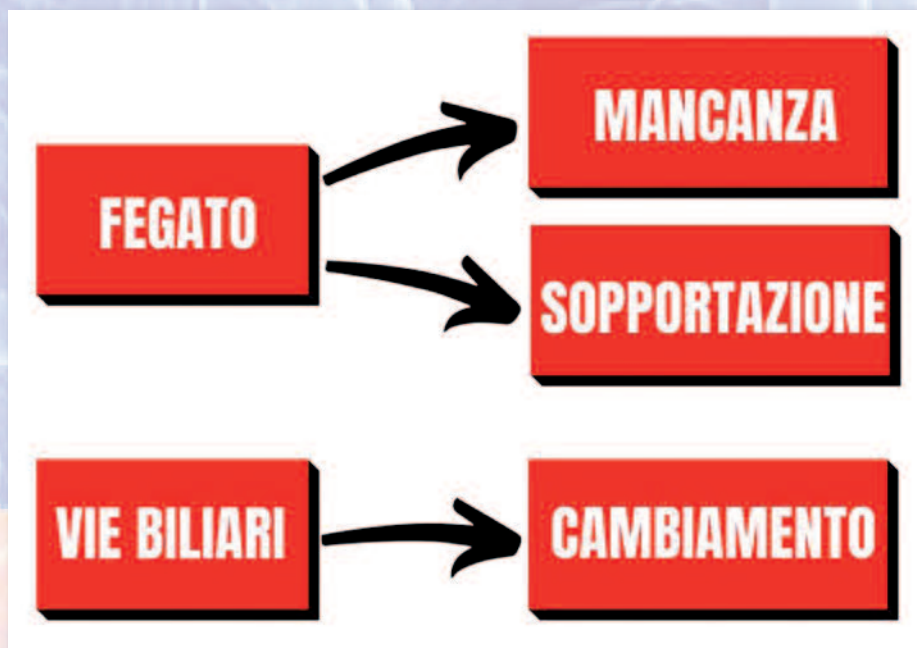 FEGATO
MANCANZA
SOPPORTAZIONE
VIE BILIARI
CAMBIAMENTO